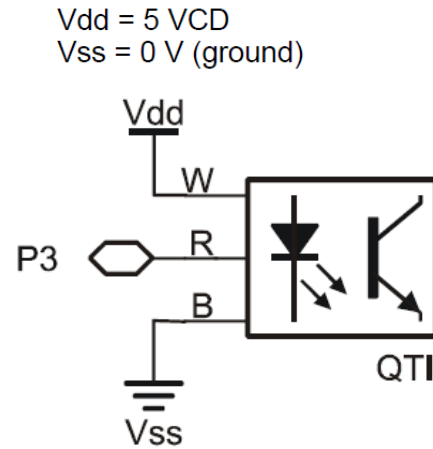 Vdd = 5 VCD
Vss = 0 V (ground)
Vdd
W
P3 R
B
QTI
Vss